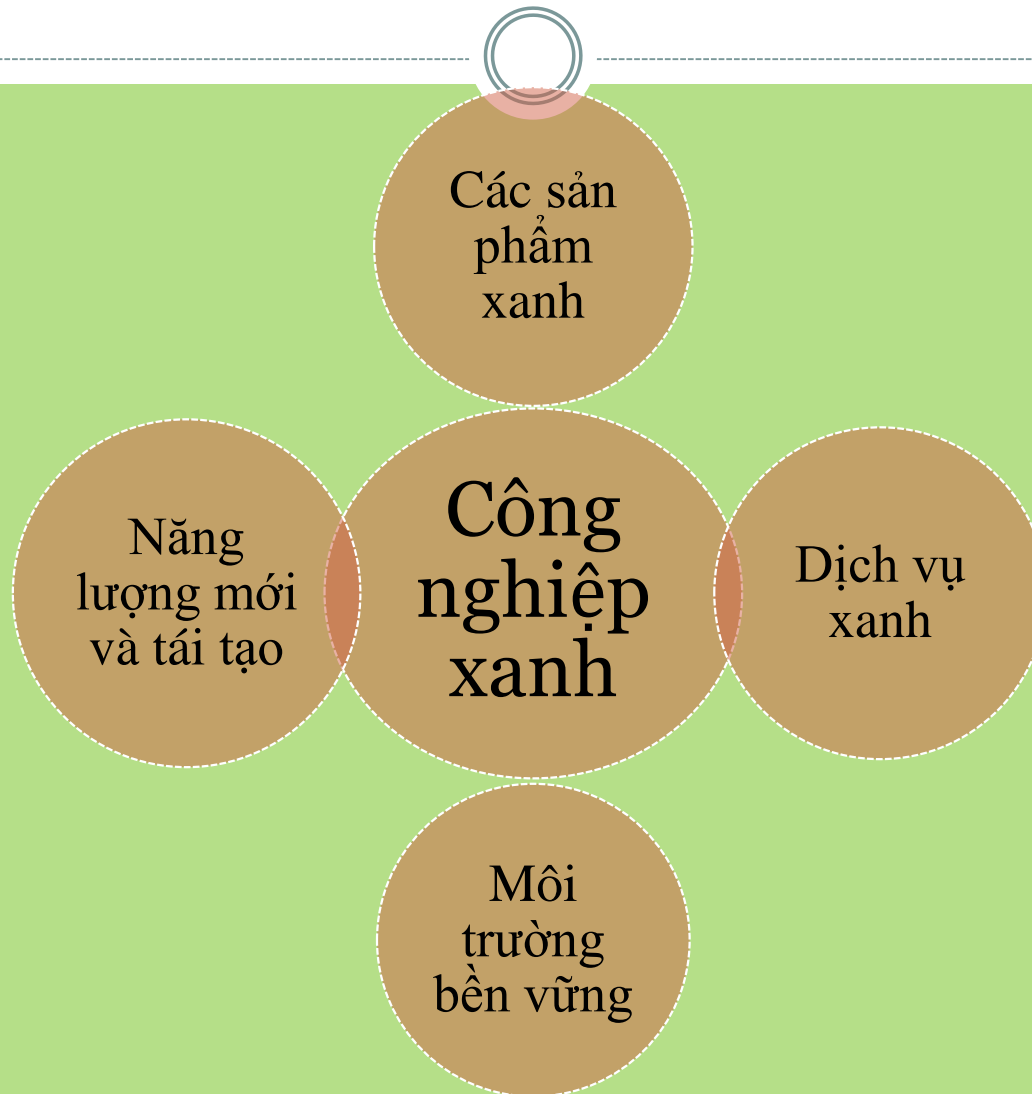 Các sản
phẩm
xanh
Năng
lượng mới
và tái tạo
Công
nghiệp
xanh
Dịch vụ
xanh
Môi
trường
bền vững